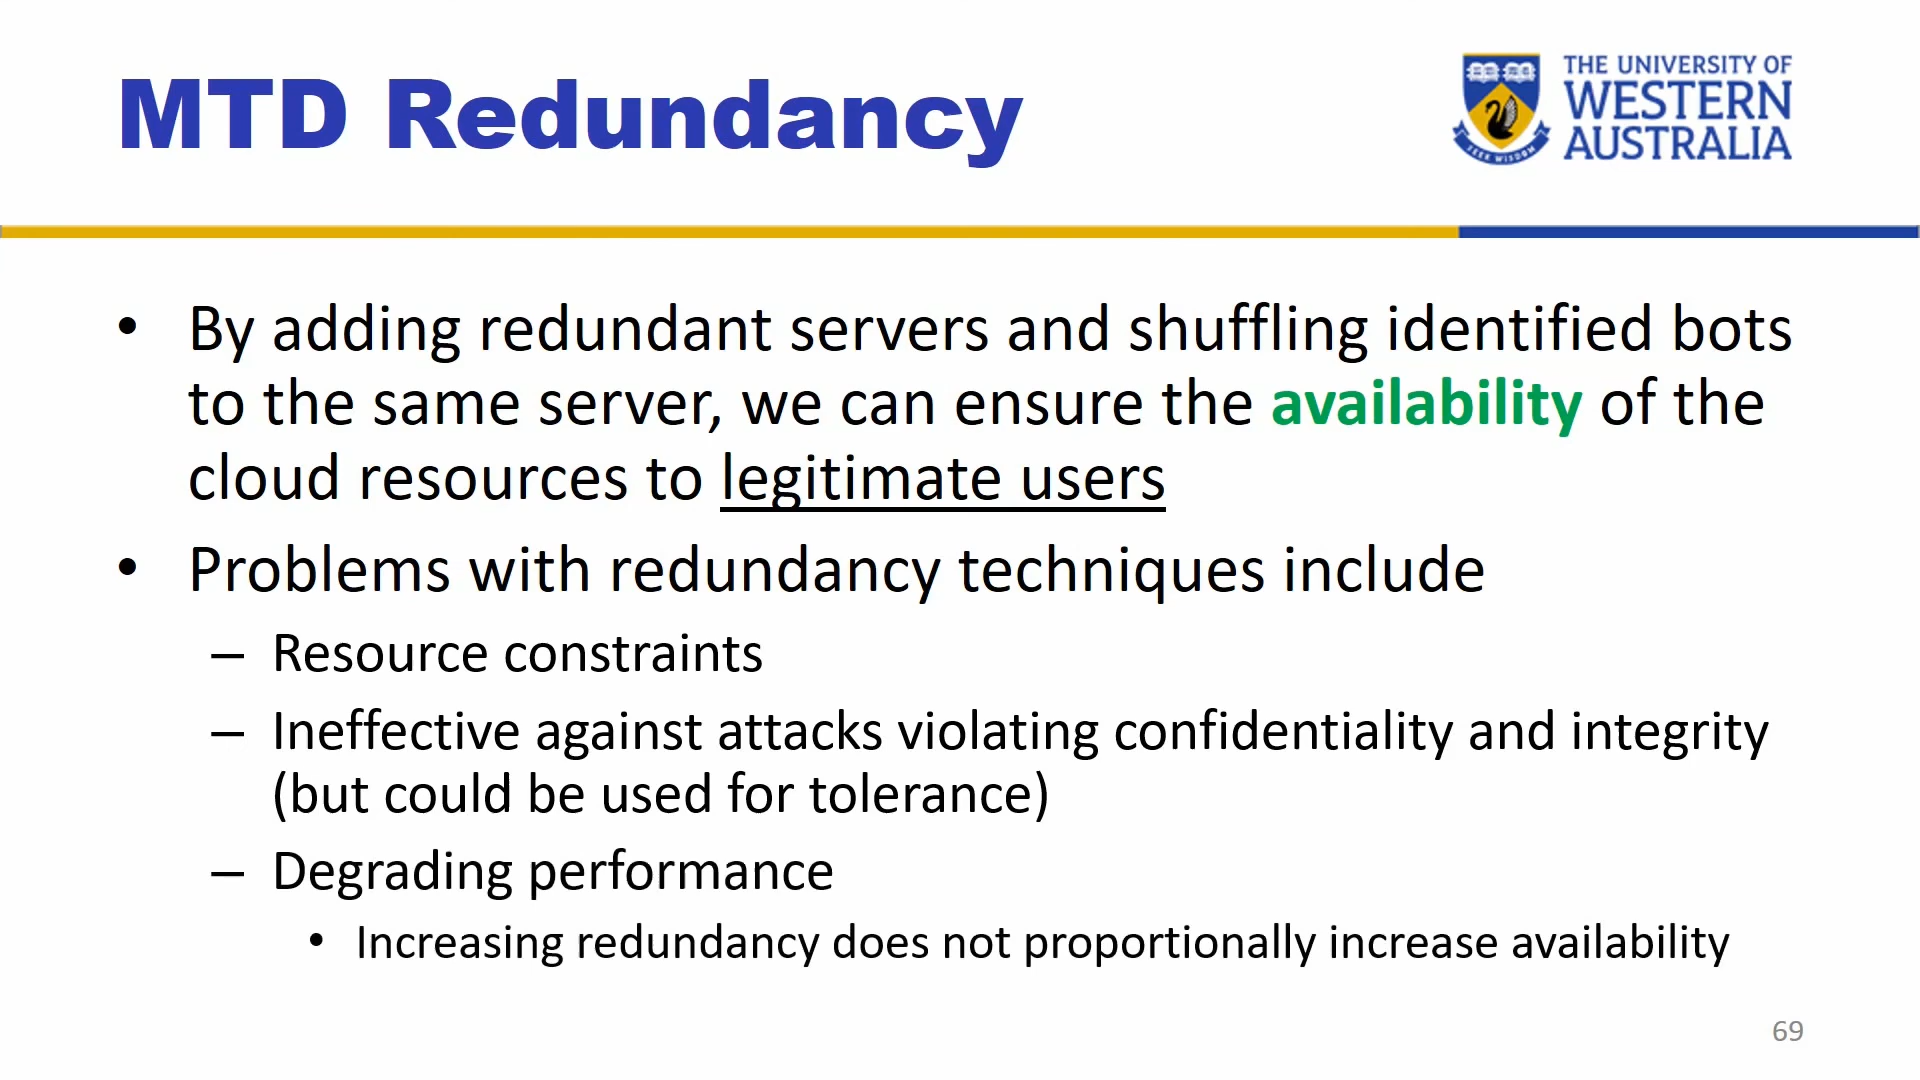 MTD Redundancy
THE UNIVERSITY OF
WESTERN
AUSTRALIA
SEEK WISDOM
• By adding redundant servers and shuffling identified bots
to the same server, we can ensure the availability of the
cloud resources to legitimate users
• Problems with redundancy techniques include
– Resource constraints
– Ineffective against attacks violating confidentiality and integrity
(but could be used for tolerance)
– Degrading performance
• Increasing redundancy does not proportionally increase availability
69